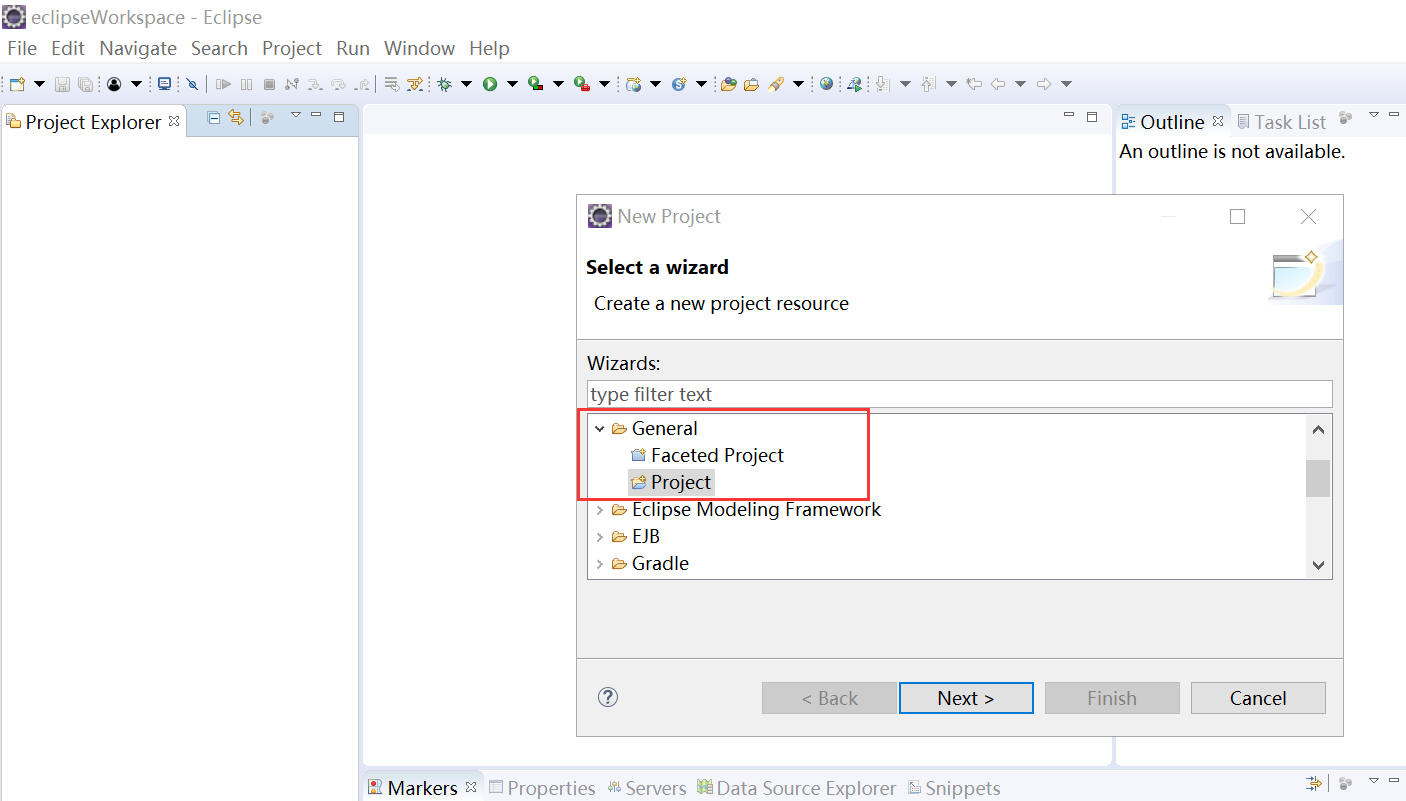 eclipseWorkspace - Eclipse
File Edit Navigate Search Project Run Window Help
Project Explorer
Outline Task List
An outline is not available.
New Project
Select a wizard
Create a new project resource
Wizards:
type filter text
General
Faceted Project
Project
Eclipse Modeling Framework
EJB
Gradle
< Back Next > Finish Cancel
Markers Properties Servers Data Source Explorer Snippets